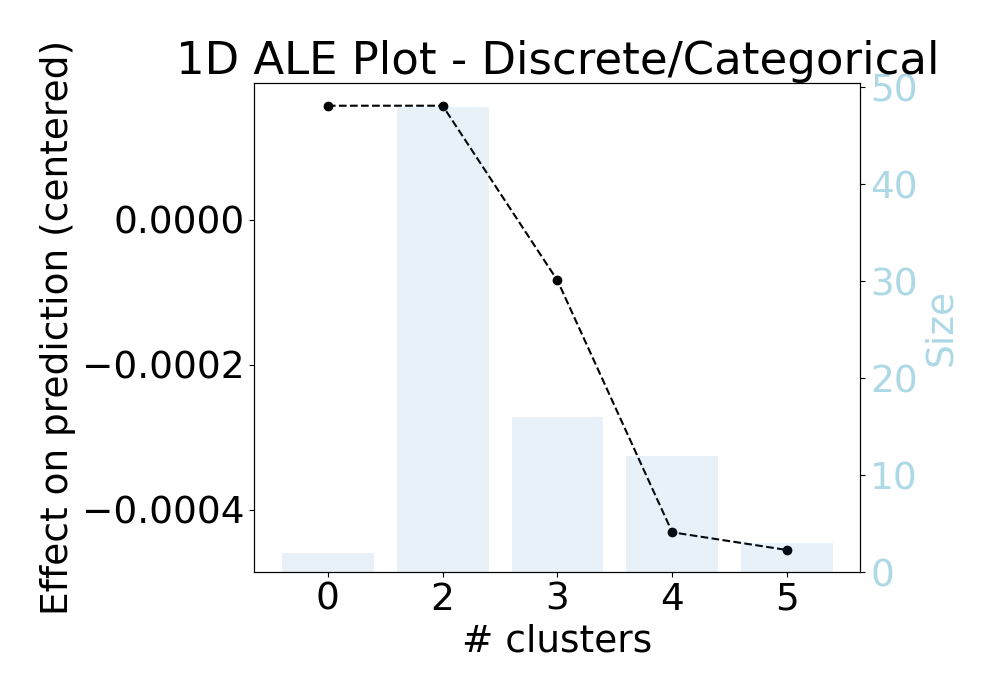 1D ALE Plot - Discrete/Categorical
Effect on prediction (centered)
0.0000
−0.0002
−0.0004
50
40
30
20
10
0
Size
0 2 3 4 5
# clusters